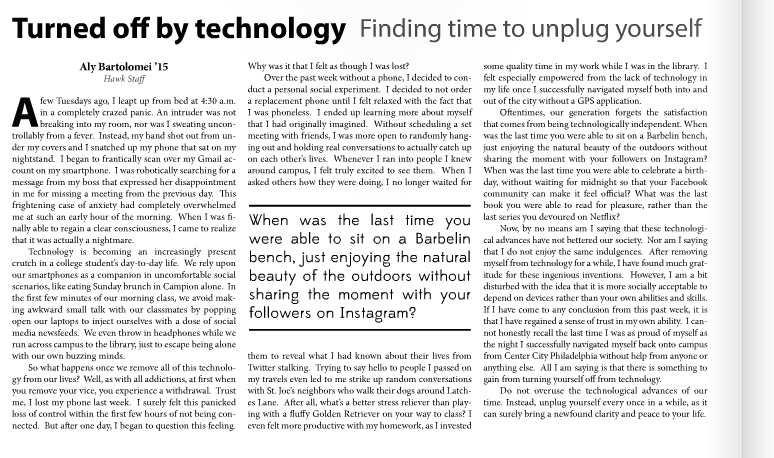 Turned off by technology Finding time to unplug yourself
Aly Bartolomei ’15
Hawk Staff
A few Tuesdays ago, I leapt up from bed at 4:30 a.m.
in a completely crazed panic. An intruder was not
breaking into my room, nor was I sweating uncon-
trollably from a fever. Instead, my hand shot out from un-
der my covers and I snatched up my phone that sat on my
nightstand. I began to frantically scan over my Gmail ac-
count on my smartphone. I was robotically searching for a
message from my boss that expressed her disappointment
in me for missing a meeting from the previous day. This
frightening case of anxiety had completely overwhelmed
me at such an early hour of the morning. When I was fi-
nally able to regain a clear consciousness, I came to realize
that it was actually a nightmare.
Technology is becoming an increasingly present
crutch in a college student’s day-to-day life. We rely upon
our smartphones as a companion in uncomfortable social
scenarios, like eating Sunday brunch in Campion alone. In
the first few minutes of our morning class, we avoid mak-
ing awkward small talk with our classmates by popping
open our laptops to inject ourselves with a dose of social
media newsfeeds. We even throw in headphones while we
run across campus to the library, just to escape being alone
with our own buzzing minds.
So what happens once we remove all of this technolo-
gy from our lives? Well, as with all addictions, at first when
you remove your vice, you experience a withdrawal. Trust
me, I lost my phone last week. I surely felt this panicked
loss of control within the first few hours of not being con-
nected. But after one day, I began to question this feeling.
Why was it that I felt as though I was lost?
Over the past week without a phone, I decided to con-
duct a personal social experiment. I decided to not order
a replacement phone until I felt relaxed with the fact that
I was phoneless. I ended up learning more about myself
that I had originally imagined. Without scheduling a set
meeting with friends, I was more open to randomly hang-
ing out and holding real conversations to actually catch up
on each other’s lives. Whenever I ran into people I knew
around campus, I felt truly excited to see them. When I
asked others how they were doing, I no longer waited for
When was the last time you
were able to sit on a Barbelin
bench, just enjoying the natural
beauty of the outdoors without
sharing the moment with your
followers on Instagram?
them to reveal what I had known about their lives from
Twitter stalking. Trying to say hello to people I passed on
my travels even led to me strike up random conversations
with St. Joe’s neighbors who walk their dogs around Latch-
es Lane. After all, what’s a better stress reliever than play-
ing with a fluffy Golden Retriever on your way to class? I
even felt more productive with my homework, as I invested
some quality time in my work while I was in the library. I
felt especially empowered from the lack of technology in
my life once I successfully navigated myself both into and
out of the city without a GPS application.
Oftentimes, our generation forgets the satisfaction
that comes from being technologically independent. When
was the last time you were able to sit on a Barbelin bench,
just enjoying the natural beauty of the outdoors without
sharing the moment with your followers on Instagram?
When was the last time you were able to celebrate a birth-
day, without waiting for midnight so that your Facebook
community can make it feel official? What was the last
book you were able to read for pleasure, rather than the
last series you devoured on Netflix?
Now, by no means am I saying that these technologi-
cal advances have not bettered our society. Nor am I saying
that I do not enjoy the same indulgences. After removing
myself from technology for a while, I have found much grat-
itude for these ingenious inventions. However, I am a bit
disturbed with the idea that it is more socially acceptable to
depend on devices rather than your own abilities and skills.
If I have come to any conclusion from this past week, it is
that I have regained a sense of trust in my own ability. I can-
not honestly recall the last time I was as proud of myself as
the night I successfully navigated myself back onto campus
from Center City Philadelphia without help from anyone or
anything else. All I am saying is that there is something to
gain from turning yourself off from technology.
Do not overuse the technological advances of our
time. Instead, unplug yourself every once in a while, as it
can surely bring a newfound clarity and peace to your life.